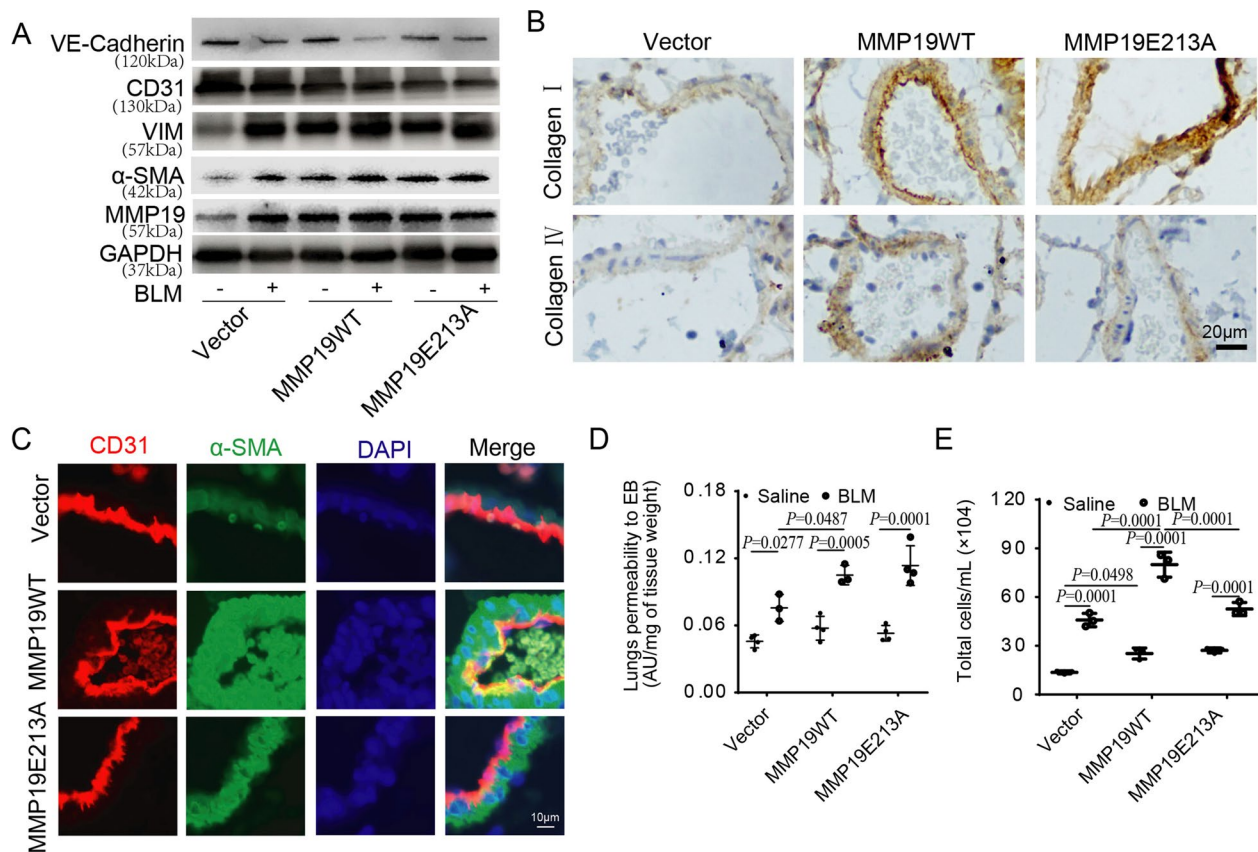 A
VE-Cadherin
(120kDa)
CD31
(130kDa)
VIM
(57kDa)
α-SMA
(42kDa)
MMP19
(57kDa)
GAPDH
(37kDa)
BLM - + - + - +
Vector MMP19WT MMP19E213A
B
Vector MMP19WT MMP19E213A
Collagen I
Collagen IV
20μm
C
CD31 α-SMA DAPI Merge
Vector
MMP19WT
MMP19E213A
10μm
D
Lungs permeability to EB
(AU/mg of tissue weight)
0.18
0.12
0.06
0.00
Saline BLM
P=0.0487 P=0.0001
P=0.0277 P=0.0005
Vector MMP19WT MMP19E213A
E
Toltal cells/mL (×104)
120
90
60
30
0
Saline BLM
P=0.0001 P=0.0001
P=0.0001
P=0.0498
P=0.0001 P=0.0001
Vector MMP19WT MMP19E213A